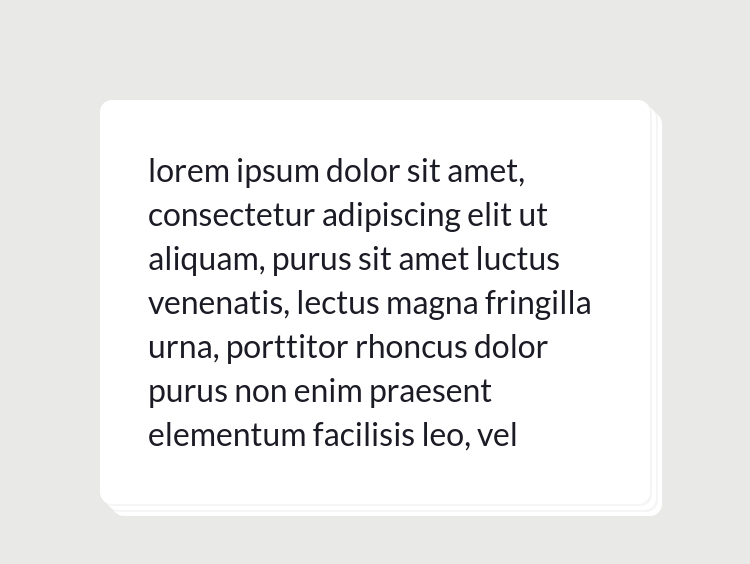 lorem ipsum dolor sit amet,
consectetur adipiscing elit ut
aliquam, purus sit amet luctus
venenatis, lectus magna fringilla
urna, porttitor rhoncus dolor
purus non enim praesent
elementum facilisis leo, vel